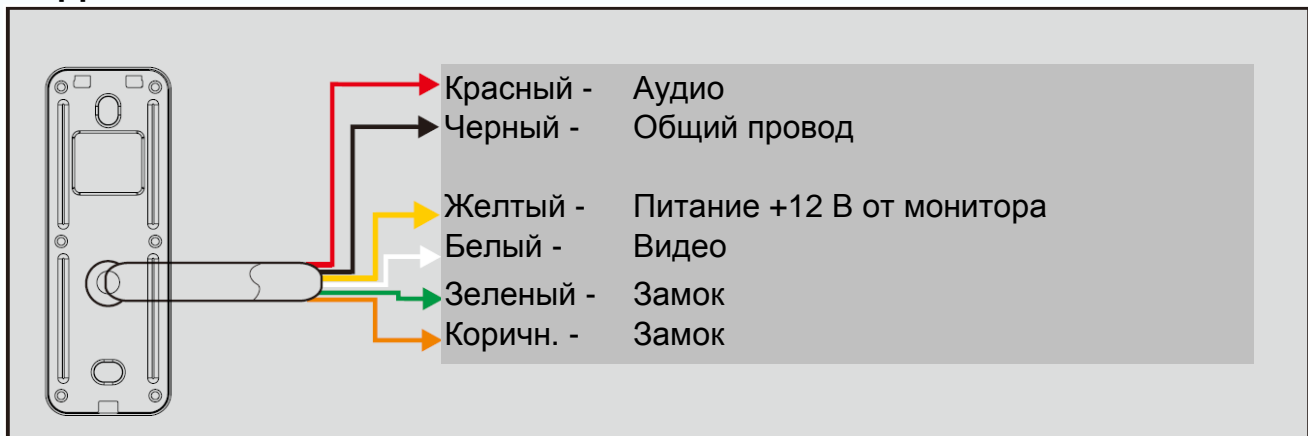 Красный - Аудио
Черный - Общий провод
Желтый - Питание +12 В от монитора
Белый - Видео
Зеленый - Замок
Коричн. - Замок